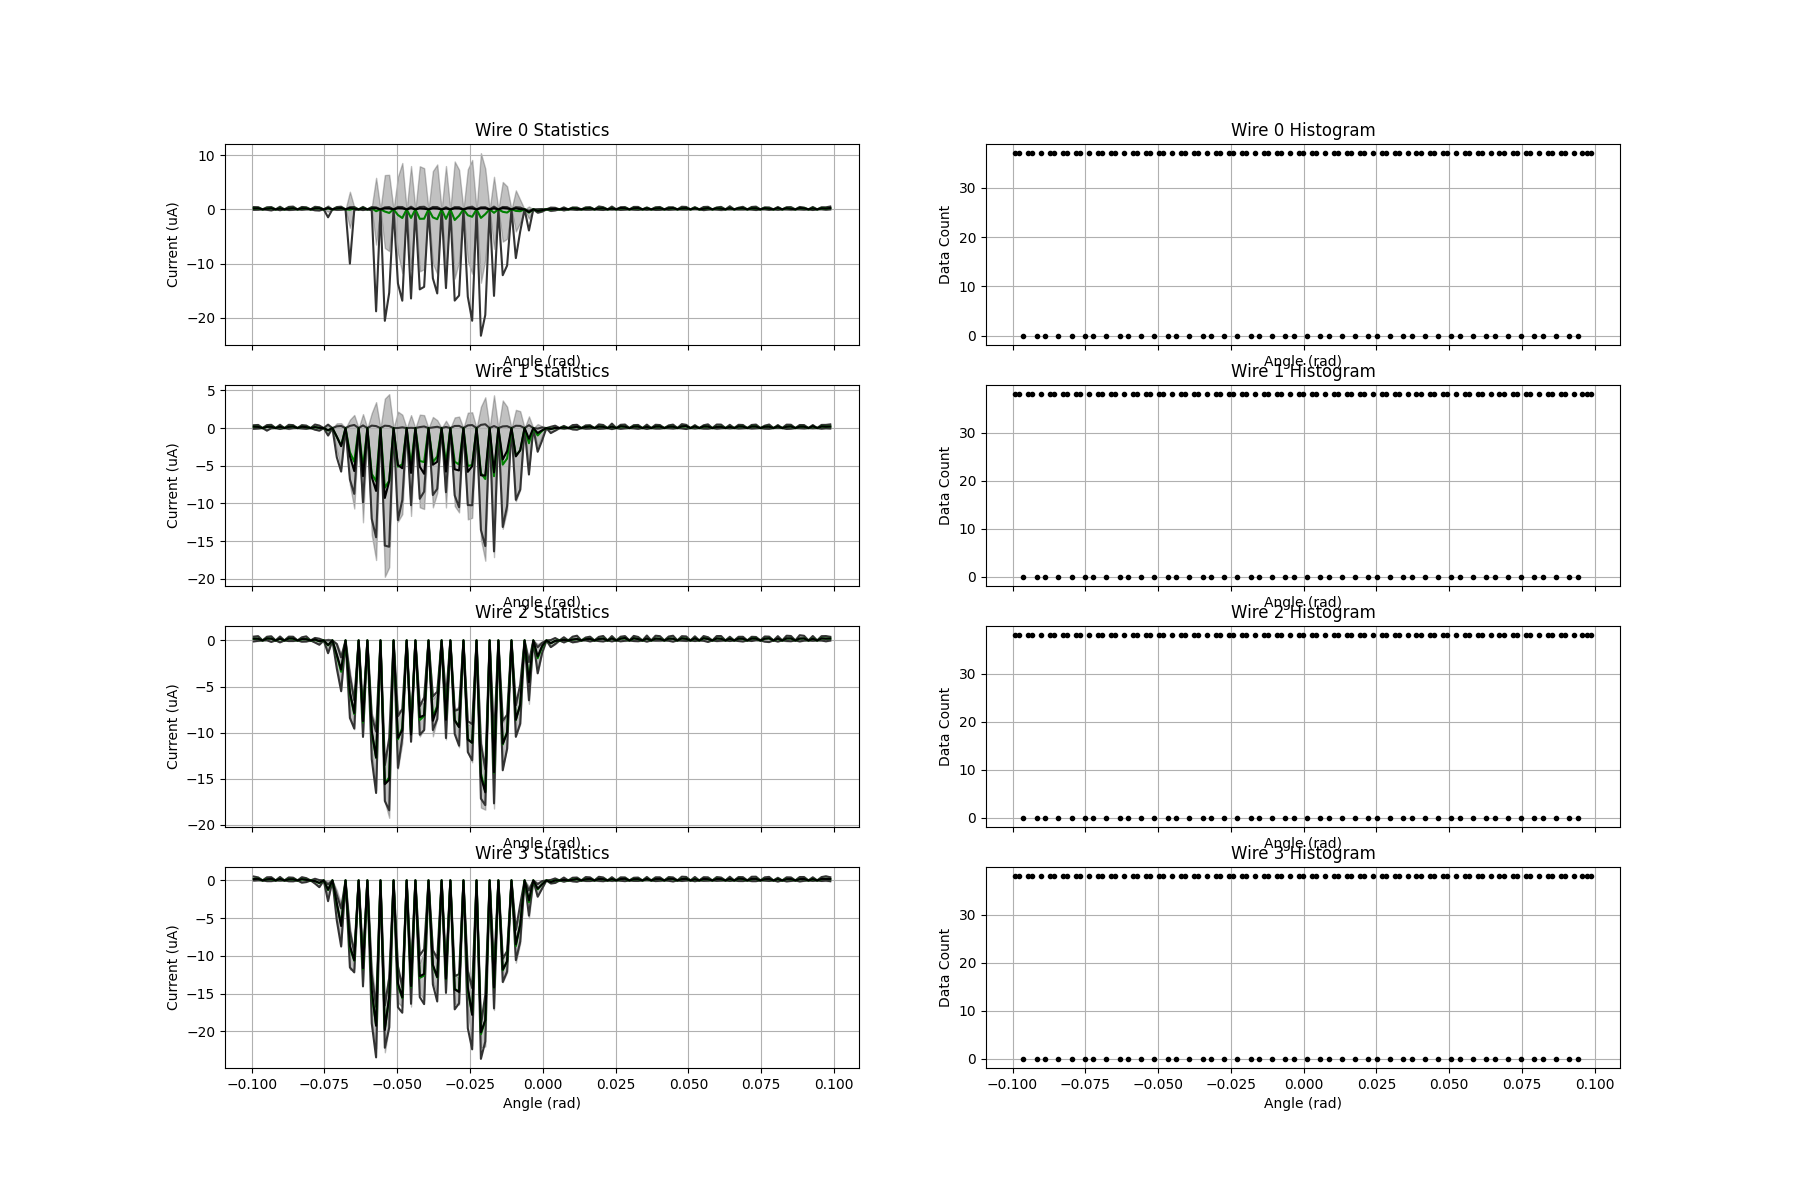 Wire 0 Statistics
Current (uA)
10
0
−10
−20
Angle (rad)
Wire 0 Histogram
Data Count
30
20
10
0
Angle (rad)
Wire 1 Statistics
Current (uA)
5
0
−5
−10
−15
−20
Angle (rad)
Wire 1 Histogram
Data Count
30
20
10
0
Angle (rad)
Wire 2 Statistics
Current (uA)
0
−5
−10
−15
−20
Angle (rad)
Wire 2 Histogram
Data Count
30
20
10
0
Angle (rad)
Wire 3 Statistics
Current (uA)
0
−5
−10
−15
−20
−0.100 −0.075 −0.050 −0.025 0.000 0.025 0.050 0.075 0.100
Angle (rad)
Wire 3 Histogram
Data Count
30
20
10
0
−0.100 −0.075 −0.050 −0.025 0.000 0.025 0.050 0.075 0.100
Angle (rad)